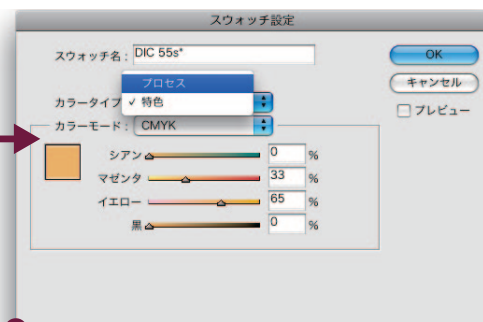 スウォッチ設定
スウォッチ名： DIC 55s*
OK
キャンセル
プレビュー
プロセス
カラータイプ ✓ 特色
カラーモード： CMYK
シアン 0 %
マゼンタ 33 %
イエロー 65 %
黒 0 %